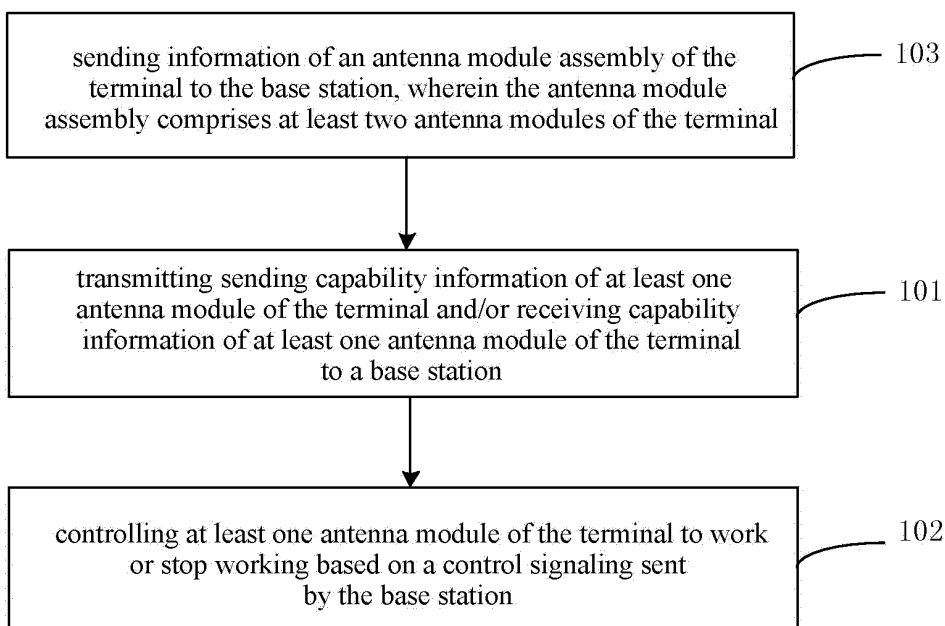 sending information of an antenna module assembly of the
terminal to the base station, wherein the antenna module
assembly comprises at least two antenna modules of the terminal
103
transmitting sending capability information of at least one
antenna module of the terminal and/or receiving capability
information of at least one antenna module of the terminal
to a base station
101
controlling at least one antenna module of the terminal to work
or stop working based on a control signaling sent
by the base station
102